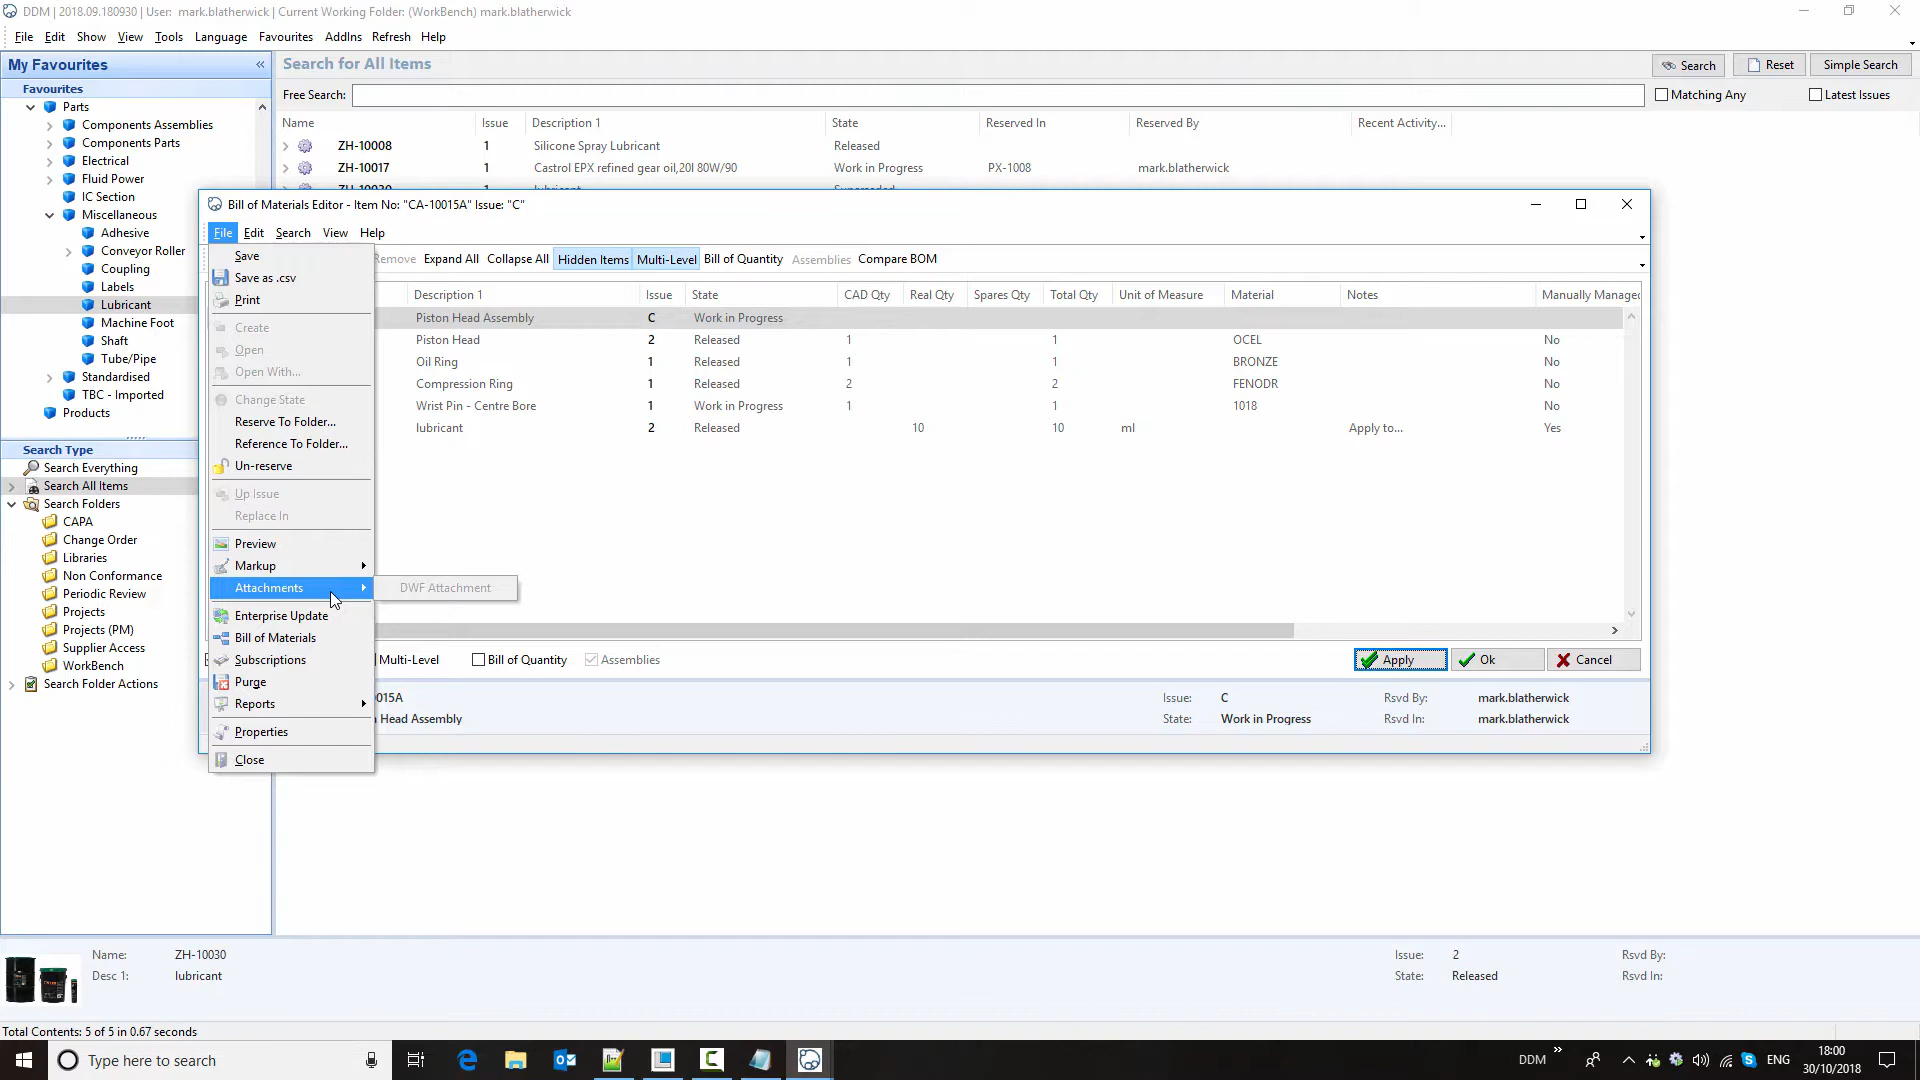 DDM | 2018.09.180930 | User: mark.blatherwick | Current Working Folder: (WorkBench) mark.blatherwick
File Edit Show View Tools Language Favourites AddIns Refresh Help
My Favourites «
Favourites
Parts
Components Assemblies
Components Parts
Electrical
Fluid Power
IC Section
Miscellaneous
Adhesive
Conveyor Roller
Coupling
Labels
Lubricant
Machine Foot
Shaft
Tube/Pipe
Standardised
TBC - Imported
Products
Search Type
Search Everything
Search All Items
Search Folders
CAPA
Change Order
Libraries
Non Conformance
Periodic Review
Projects
Projects (PM)
Supplier Access
WorkBench
Search Folder Actions
Search for All Items Search Reset Simple Search
Free Search: Matching Any Latest Issues
Name Issue Description 1 State Reserved In Reserved By Recent Activity...
ZH-10008 1 Silicone Spray Lubricant Released
ZH-10017 1 Castrol EPX refined gear oil,20l 80W/90 Work in Progress PX-1008 mark.blatherwick
ZH-10030 1 lubricant Superseded
Bill of Materials Editor - Item No: "CA-10015A" Issue: "C"
File Edit Search View Help
Remove Expand All Collapse All Hidden Items Multi-Level Bill of Quantity Assemblies Compare BOM
Description 1 Issue State CAD Qty Real Qty Spares Qty Total Qty Unit of Measure Material Notes Manually Managed
Piston Head Assembly C Work in Progress
Piston Head 2 Released 1 1 OCEL No
Oil Ring 1 Released 1 1 BRONZE No
Compression Ring 1 Released 2 2 FENODR No
Wrist Pin - Centre Bore 1 Work in Progress 1 1 1018 No
lubricant 2 Released 10 10 ml Apply to... Yes
Save
Save as .csv
Print
Create
Open
Open With...
Change State
Reserve To Folder...
Reference To Folder...
Un-reserve
Up Issue
Replace In
Preview
Markup
Attachments
DWF Attachment
Enterprise Update
Bill of Materials
Subscriptions
Purge
Reports
Properties
Close
Multi-Level Bill of Quantity Assemblies Apply Ok Cancel
0015A Issue: C Rsvd By: mark.blatherwick
Head Assembly State: Work in Progress Rsvd In: mark.blatherwick
Name: ZH-10030 Issue: 2 Rsvd By:
Desc 1: lubricant State: Released Rsvd In:
Total Contents: 5 of 5 in 0.67 seconds
Type here to search DDM » ENG 18:00
30/10/2018